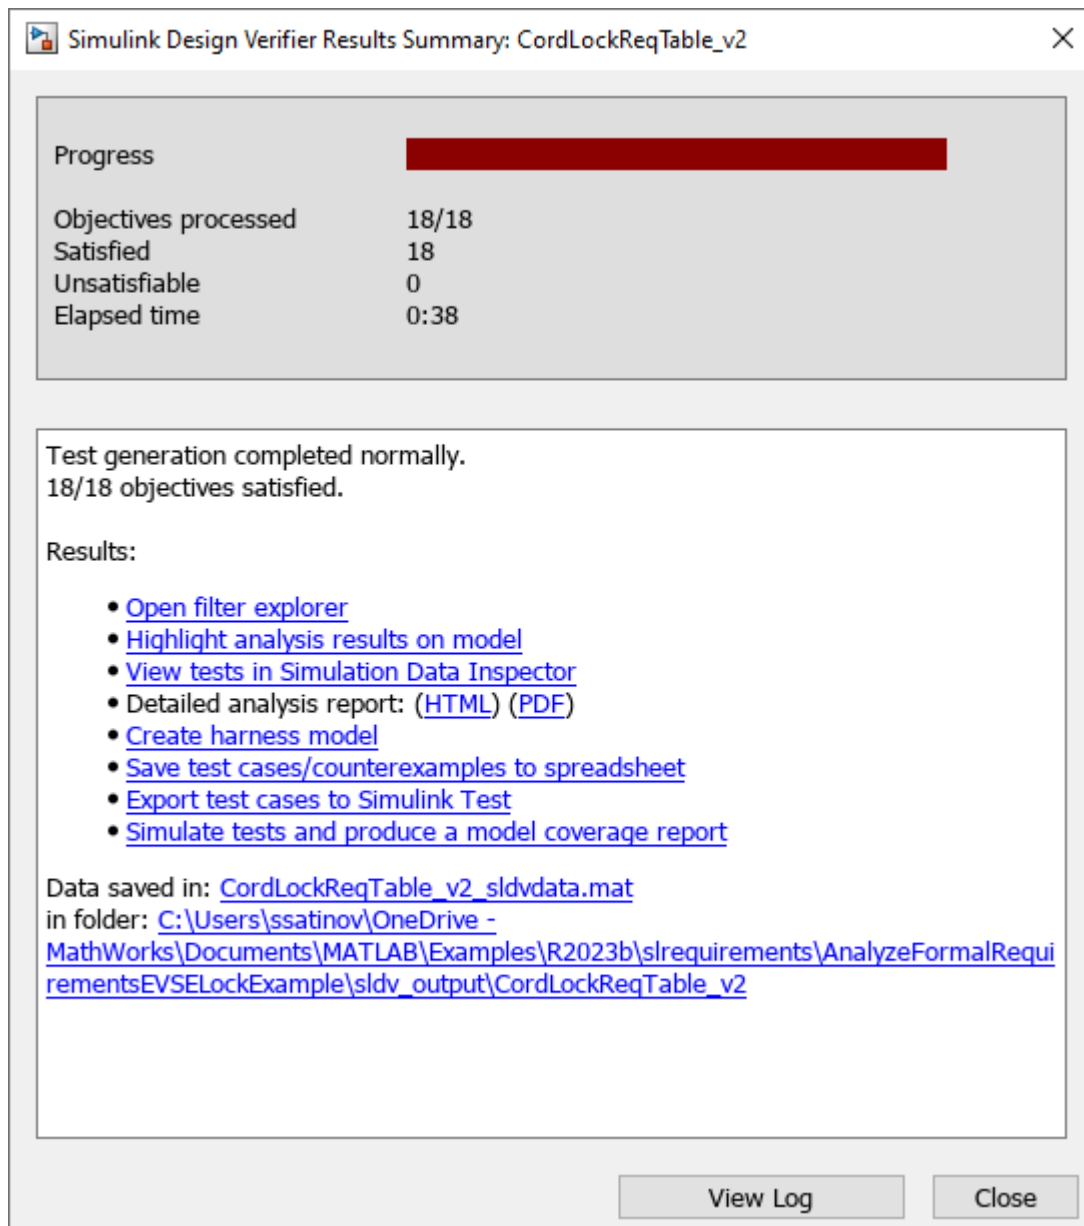 Simulink Design Verifier Results Summary: CordLockReqTable_v2
Progress
Objectives processed 18/18
Satisfied 18
Unsatisfiable 0
Elapsed time 0:38
Test generation completed normally.
18/18 objectives satisfied.
Results:
• Open filter explorer
• Highlight analysis results on model
• View tests in Simulation Data Inspector
• Detailed analysis report: (HTML) (PDF)
• Create harness model
• Save test cases/counterexamples to spreadsheet
• Export test cases to Simulink Test
• Simulate tests and produce a model coverage report
Data saved in: CordLockReqTable_v2_sldvdata.mat
in folder: C:\Users\ssatinov\OneDrive -
MathWorks\Documents\MATLAB\Examples\R2023b\slrequirements\AnalyzeFormalRequi
rementsEVSELockExample\sldv_output\CordLockReqTable_v2
View Log Close